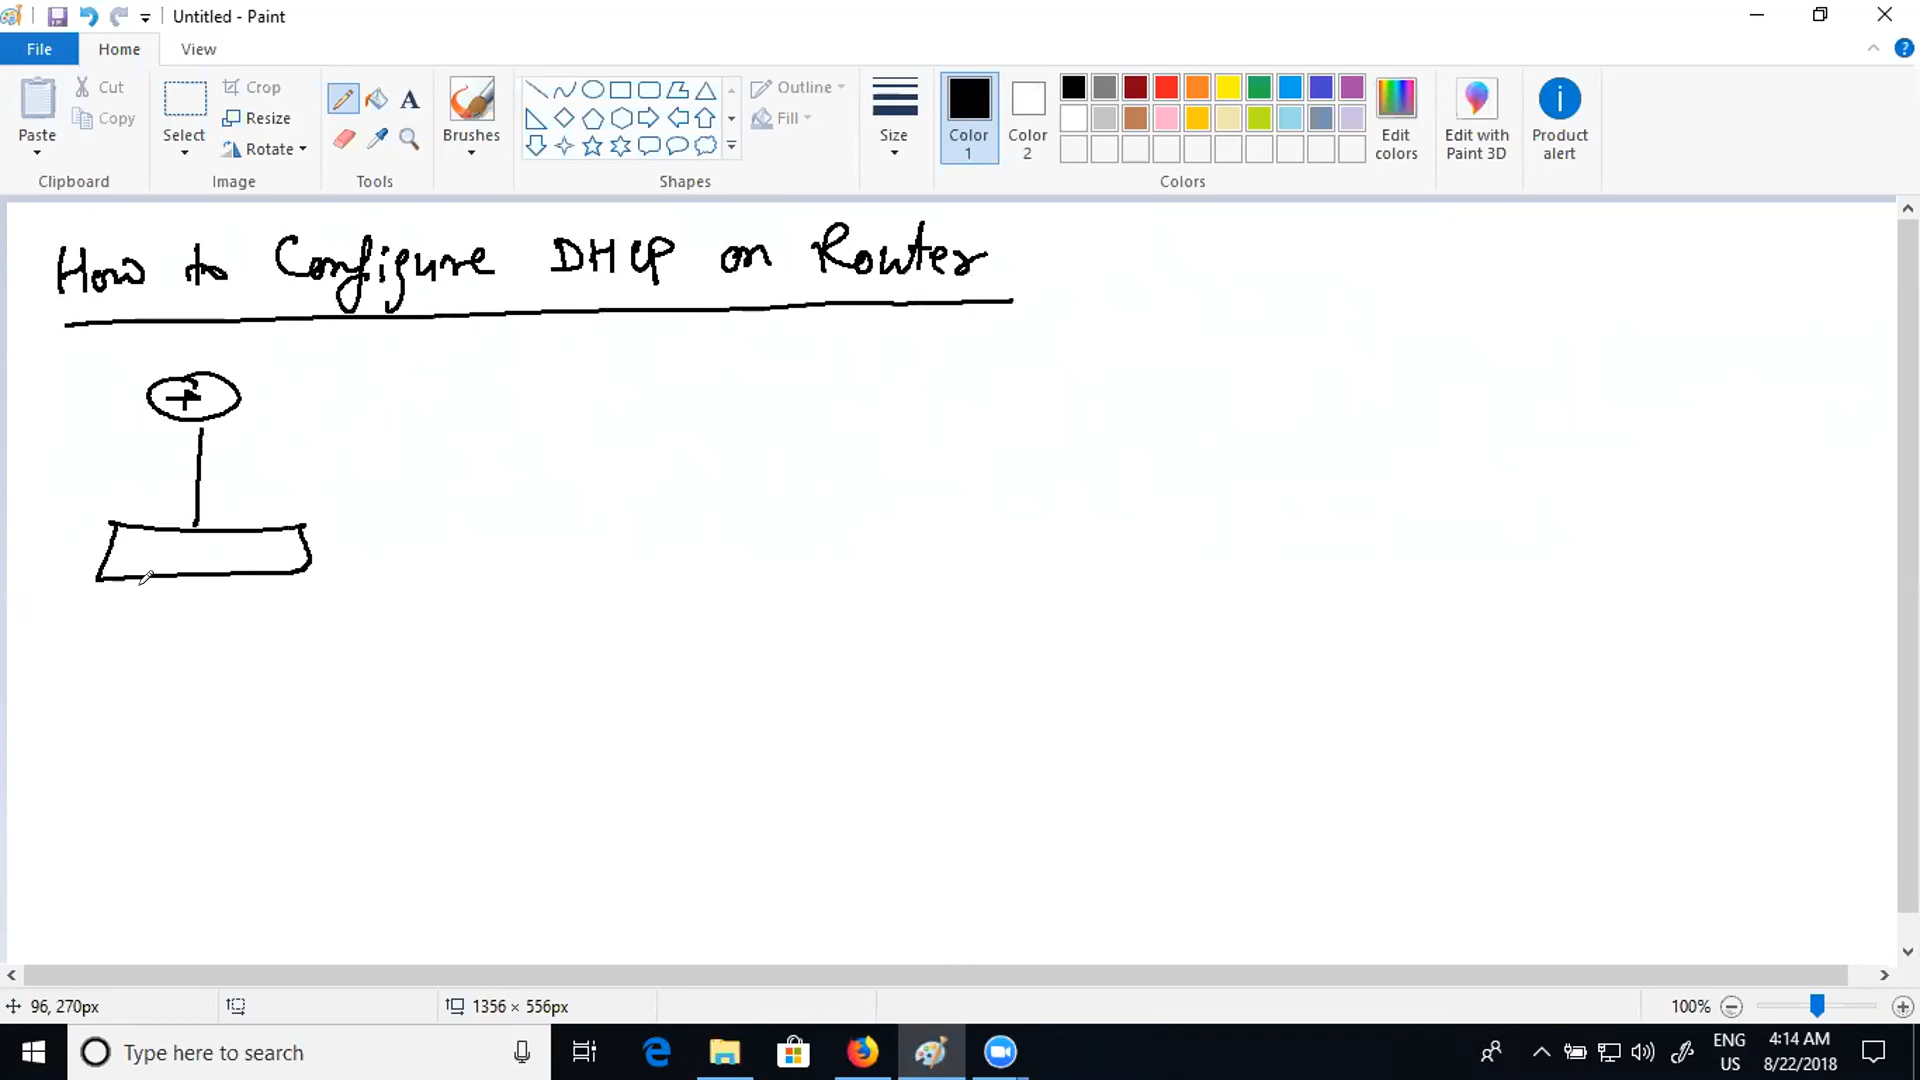 Untitled - Paint
File Home View
Paste
Cut
Copy
Clipboard
Select
Crop
Resize
Rotate
Image
Tools
Brushes
Outline
Fill
Shapes
Size
Color 1
Color 2
Edit colors
Colors
Edit with Paint 3D
Product alert
How to Configure DHCP on Router
96, 270px
1356 × 556px
100%
Type here to search
ENG
US
4:14 AM
8/22/2018